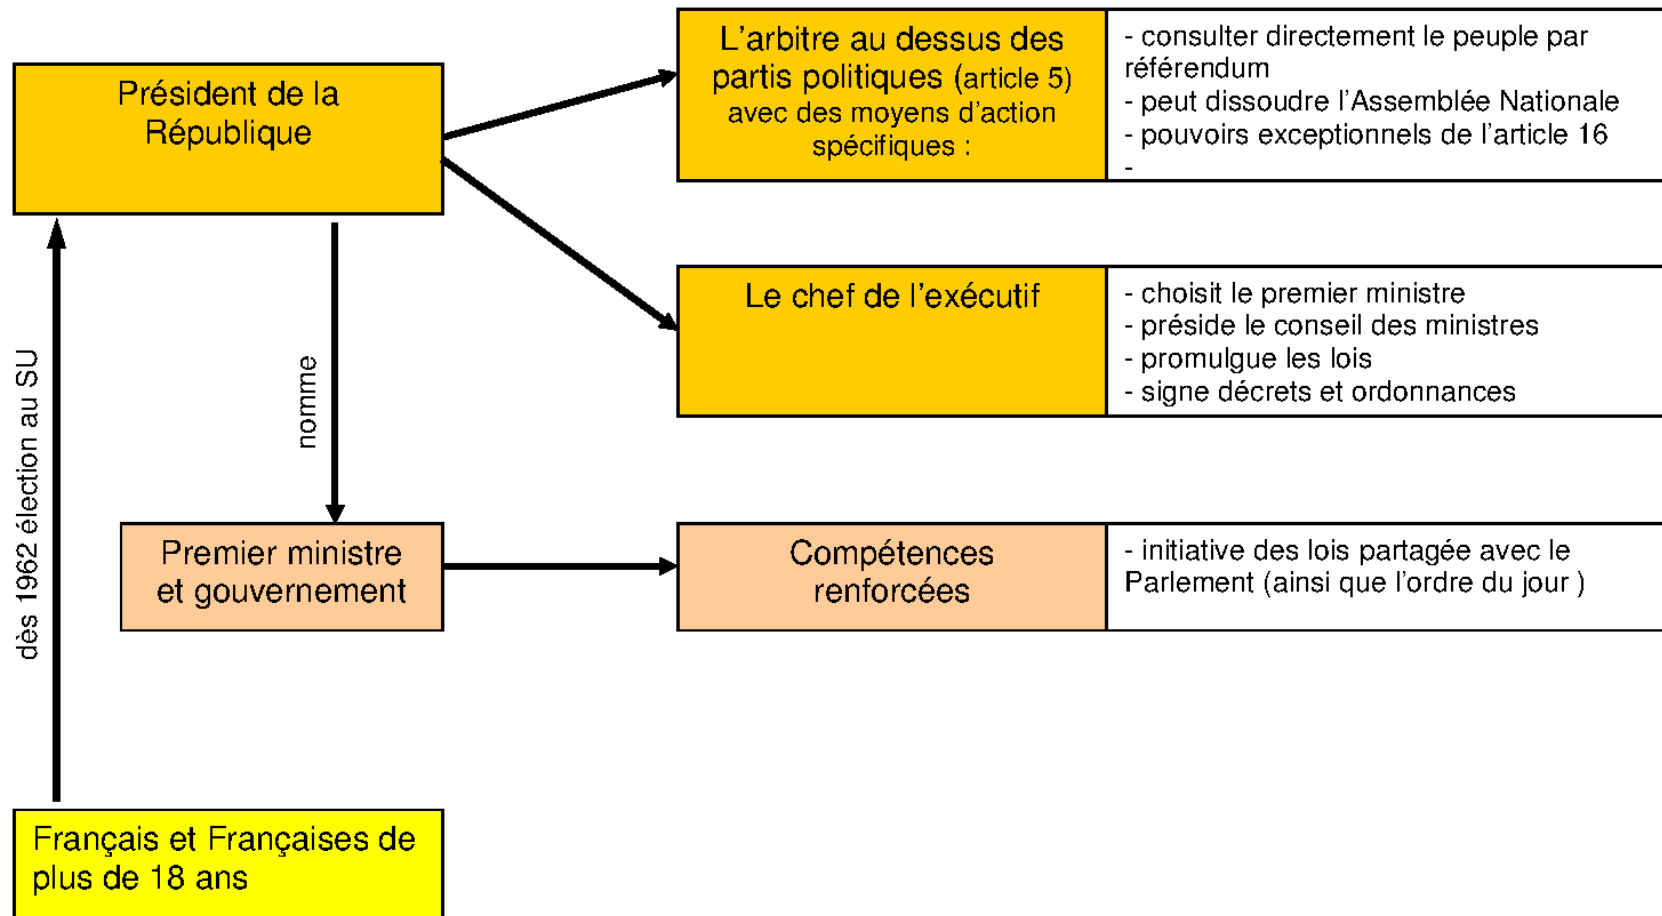 Président de la
République
L'arbitre au dessus des
partis politiques (article 5)
avec des moyens d'action
spécifiques :
- consulter directement le peuple par
référendum
- peut dissoudre l'Assemblée Nationale
- pouvoirs exceptionnels de l'article 16
-
Le chef de l'exécutif
- choisit le premier ministre
- préside le conseil des ministres
- promulgue les lois
- signe décrets et ordonnances
dès 1962 élection au SU
nomme
Premier ministre
et gouvernement
Compétences
renforcées
- initiative des lois partagée avec le
Parlement (ainsi que l'ordre du jour )
Français et Françaises de
plus de 18 ans